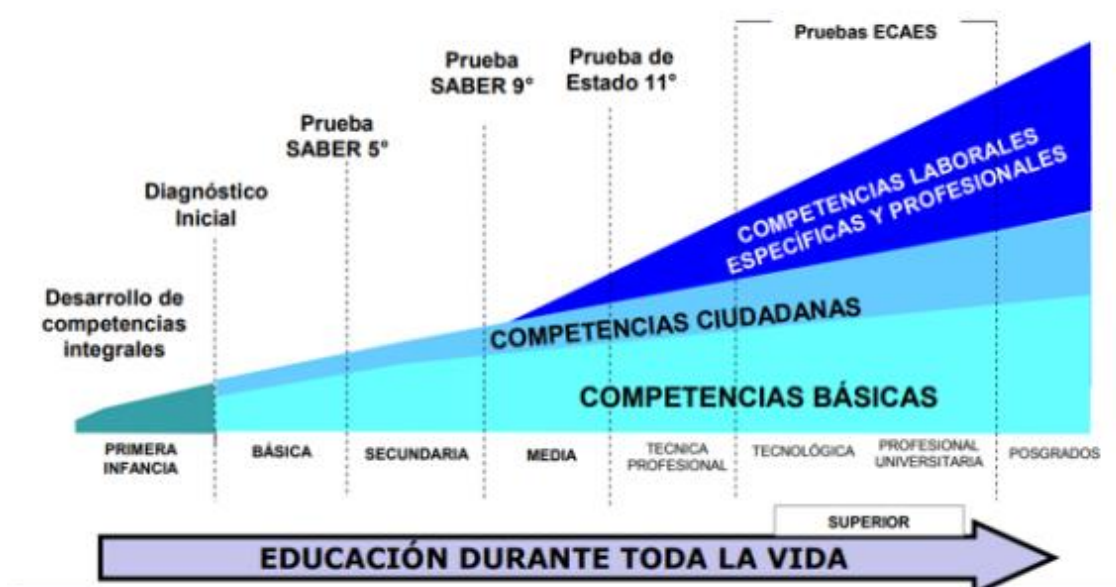 Pruebas ECAES
Prueba
SABER 9°
Prueba de
Estado 11°
Prueba
SABER 5°
Diagnóstico
Inicial
Desarrollo de
competencias
integrales
COMPETENCIAS LABORALES
ESPECÍFICAS Y PROFESIONALES
COMPETENCIAS CIUDADANAS
COMPETENCIAS BÁSICAS
PRIMERA
INFANCIA
BÁSICA
SECUNDARIA
MEDIA
TECNICA
PROFESIONAL
TECNOLÓGICA
PROFESIONAL
UNIVERSITARIA
POSGRADOS
SUPERIOR
EDUCACIÓN DURANTE TODA LA VIDA